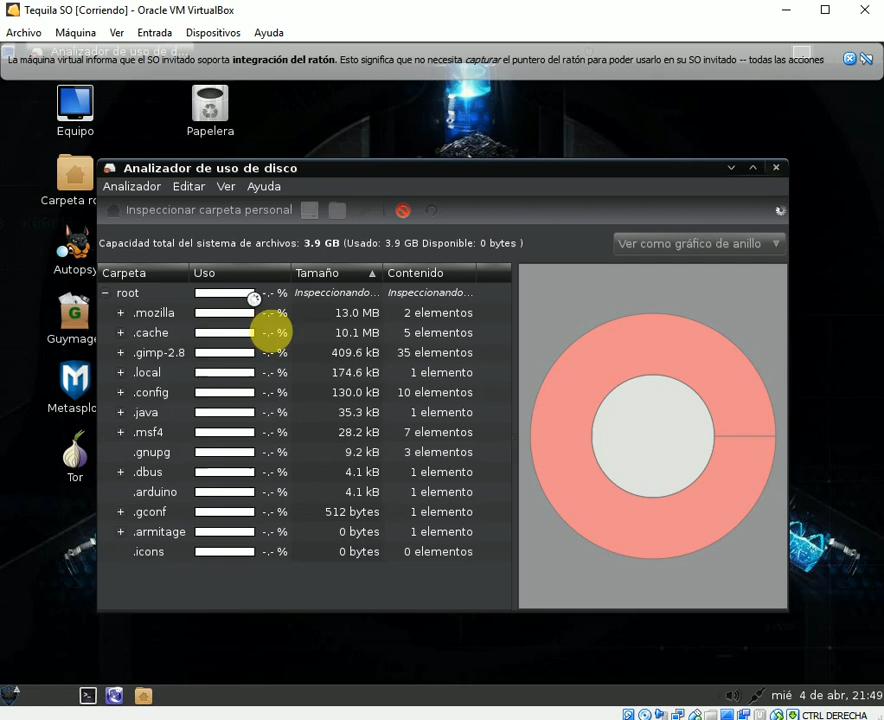 Tequila SO [Corriendo] - Oracle VM VirtualBox
Archivo Máquina Ver Entrada Dispositivos Ayuda
Analizador de uso de d...
La máquina virtual informa que el SO invitado soporta integración del ratón. Esto significa que no necesita capturar el puntero del ratón para poder usarlo en su SO invitado -- todas las acciones
Equipo Papelera
Carpeta ro
Autopsy
Guymage
Metasplo
Tor
Analizador de uso de disco
Analizador Editar Ver Ayuda
Inspeccionar carpeta personal
Capacidad total del sistema de archivos: 3.9 GB (Usado: 3.9 GB Disponible: 0 bytes )
Ver como gráfico de anillo
Carpeta Uso Tamaño Contenido
root -.- % Inspeccionando... Inspeccionando...
.mozilla -.- % 13.0 MB 2 elementos
.cache -.- % 10.1 MB 5 elementos
.gimp-2.8 -.- % 409.6 kB 35 elementos
.local -.- % 174.6 kB 1 elemento
.config -.- % 130.0 kB 10 elementos
.java -.- % 35.3 kB 1 elemento
.msf4 -.- % 28.2 kB 7 elementos
.gnupg -.- % 9.2 kB 3 elementos
.dbus -.- % 4.1 kB 1 elemento
.arduino -.- % 4.1 kB 1 elemento
.gconf -.- % 512 bytes 1 elemento
.armitage -.- % 0 bytes 1 elemento
.icons -.- % 0 bytes 0 elementos
mié 4 de abr, 21:49
CTRL DERECHA